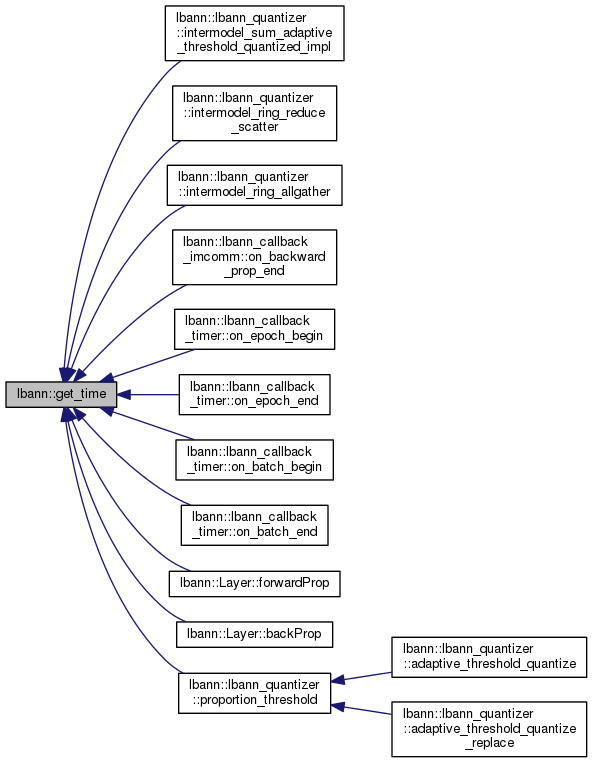 lbann::lbann_quantizer
::intermodel_sum_adaptive
_threshold_quantized_impl
lbann::lbann_quantizer
::intermodel_ring_reduce
_scatter
lbann::lbann_quantizer
::intermodel_ring_allgather
lbann::lbann_callback
_imcomm::on_backward
_prop_end
lbann::lbann_callback
_timer::on_epoch_begin
lbann::get_time
lbann::lbann_callback
_timer::on_epoch_end
lbann::lbann_callback
_timer::on_batch_begin
lbann::lbann_callback
_timer::on_batch_end
lbann::Layer::forwardProp
lbann::Layer::backProp
lbann::lbann_quantizer
::proportion_threshold
lbann::lbann_quantizer
::adaptive_threshold_quantize
lbann::lbann_quantizer
::adaptive_threshold_quantize
_replace